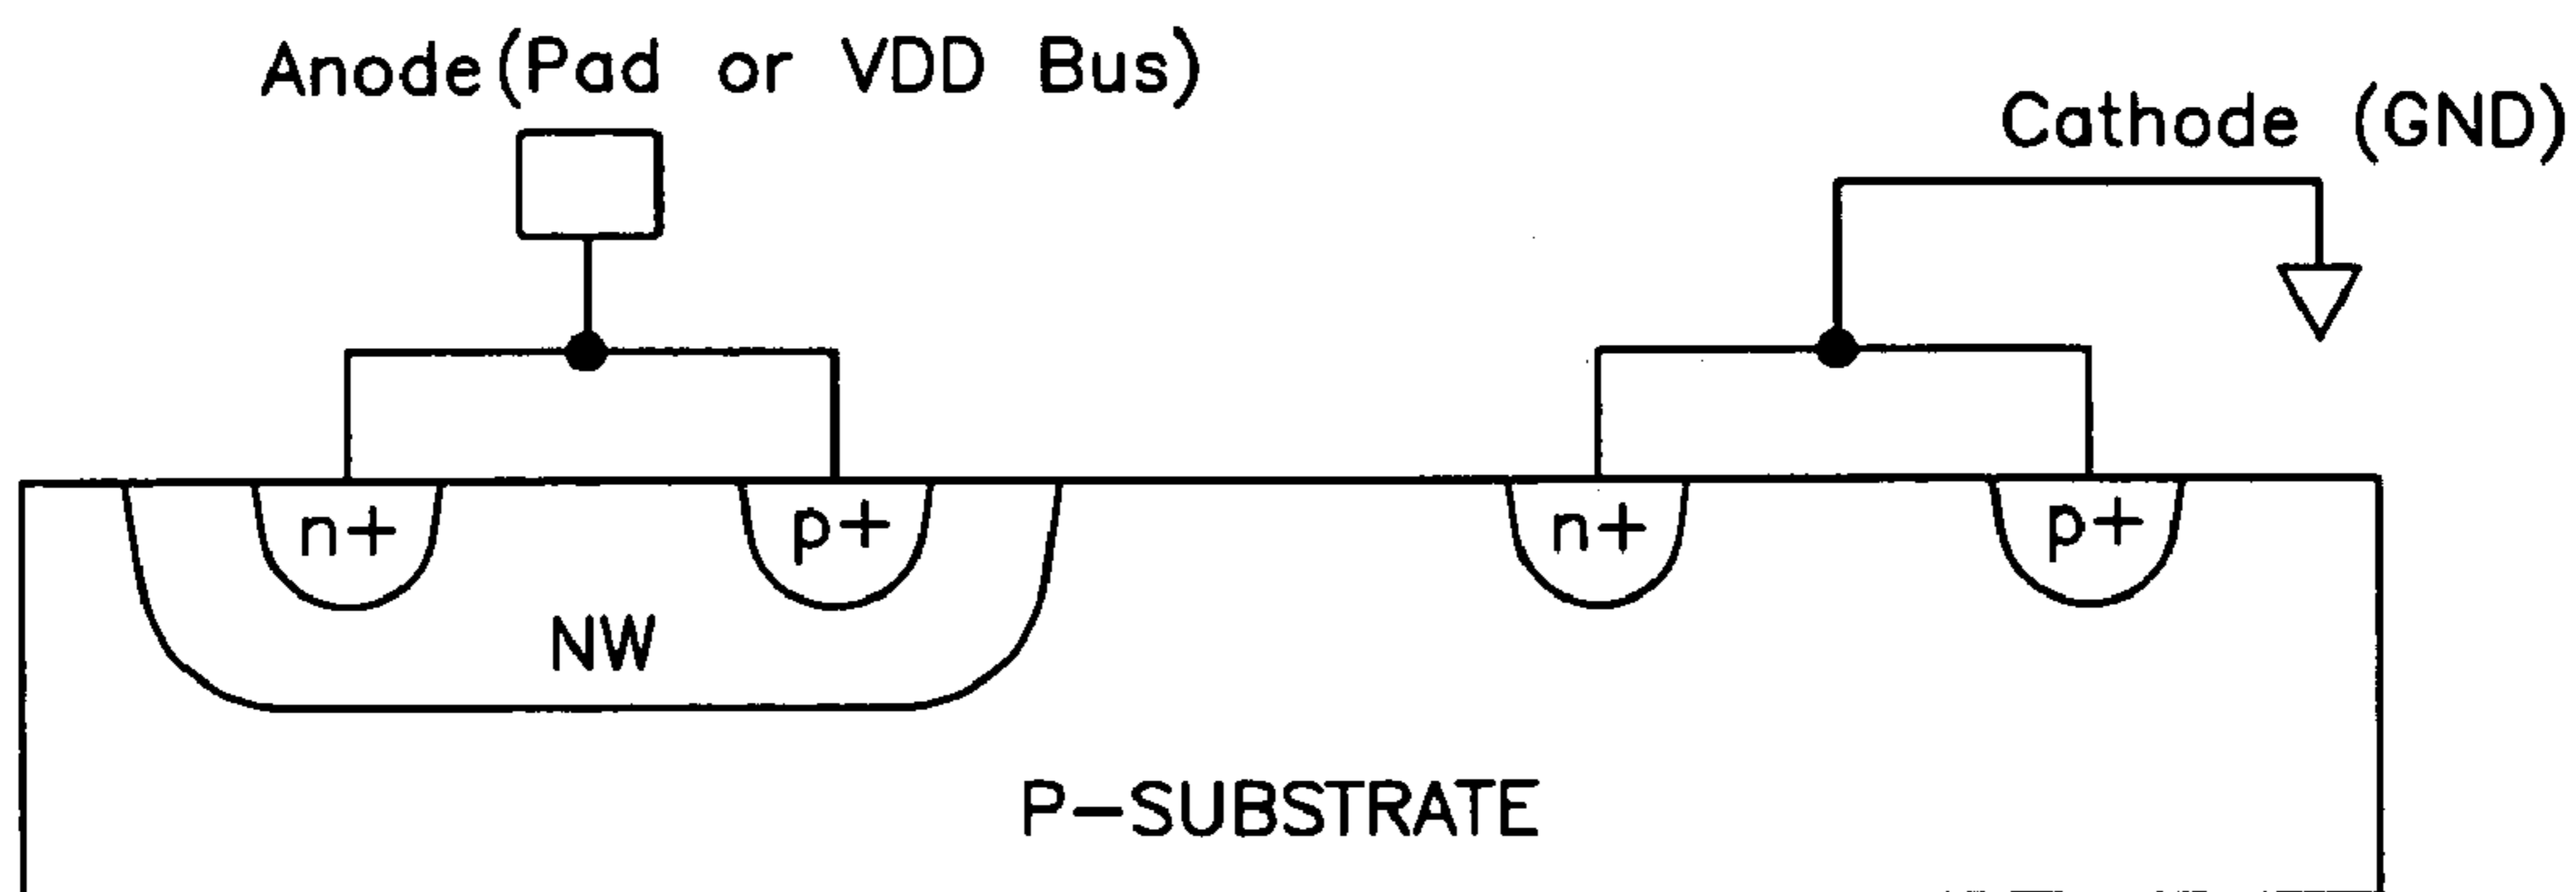 Anode(Pad or VDD Bus)
Cathode (GND)
n+
p+
n+
p+
NW
P-SUBSTRATE